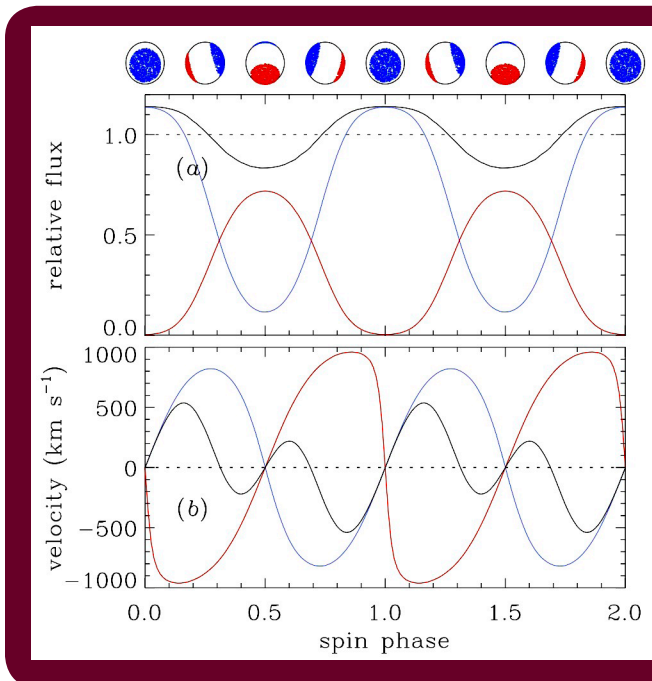 relative flux
1.0
0.5
0.0
(a)
velocity (km s⁻¹)
1000
500
0
−500
−1000
(b)
0.0 0.5 1.0 1.5 2.0
spin phase